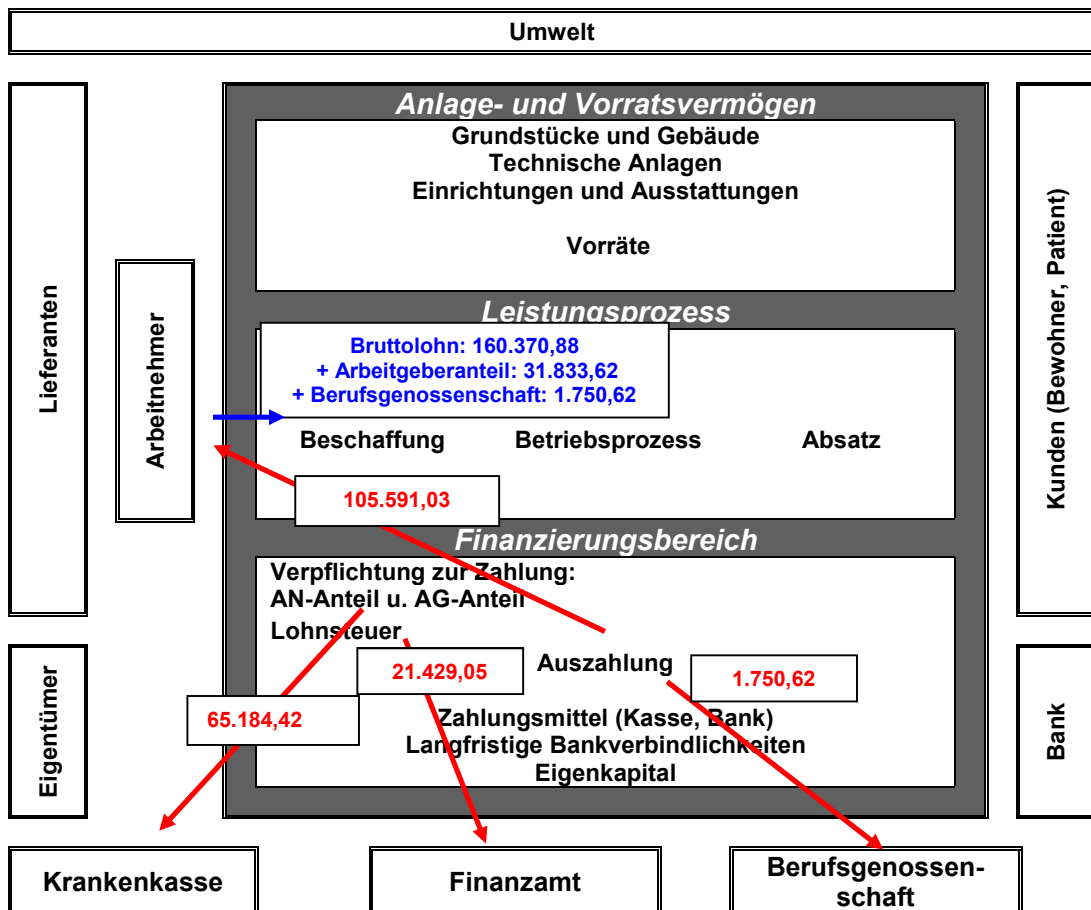 Umwelt
Lieferanten
Arbeitnehmer
Eigentümer
Anlage- und Vorratsvermögen
Grundstücke und Gebäude
Technische Anlagen
Einrichtungen und Ausstattungen
Vorräte
Leistungsprozess
Bruttolohn: 160.370,88
+ Arbeitgeberanteil: 31.833,62
+ Berufsgenossenschaft: 1.750,62
Beschaffung
Betriebsprozess
Absatz
105.591,03
Finanzierungsbereich
Verpflichtung zur Zahlung:
AN-Anteil u. AG-Anteil
Lohnsteuer
21.429,05
Auszahlung
1.750,62
65.184,42
Zahlungsmittel (Kasse, Bank)
Langfristige Bankverbindlichkeiten
Eigenkapital
Kunden (Bewohner, Patient)
Bank
Krankenkasse
Finanzamt
Berufsgenossen-
schaft